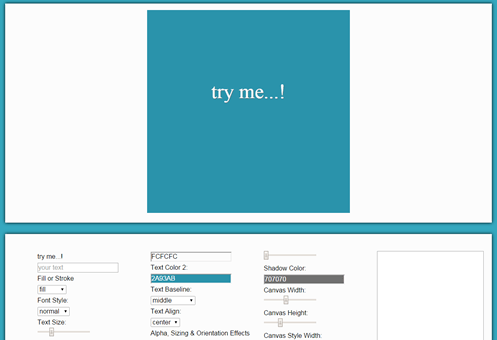 try me...!
try me...!
your text
Fill or Stroke
fill
Font Style:
normal
Text Size:
FCFCFC
Text Color 2:
2A93AB
Text Baseline:
middle
Text Align:
center
Alpha, Sizing & Orientation Effects
Shadow Color:
707070
Canvas Width:
Canvas Height:
Canvas Style Width: